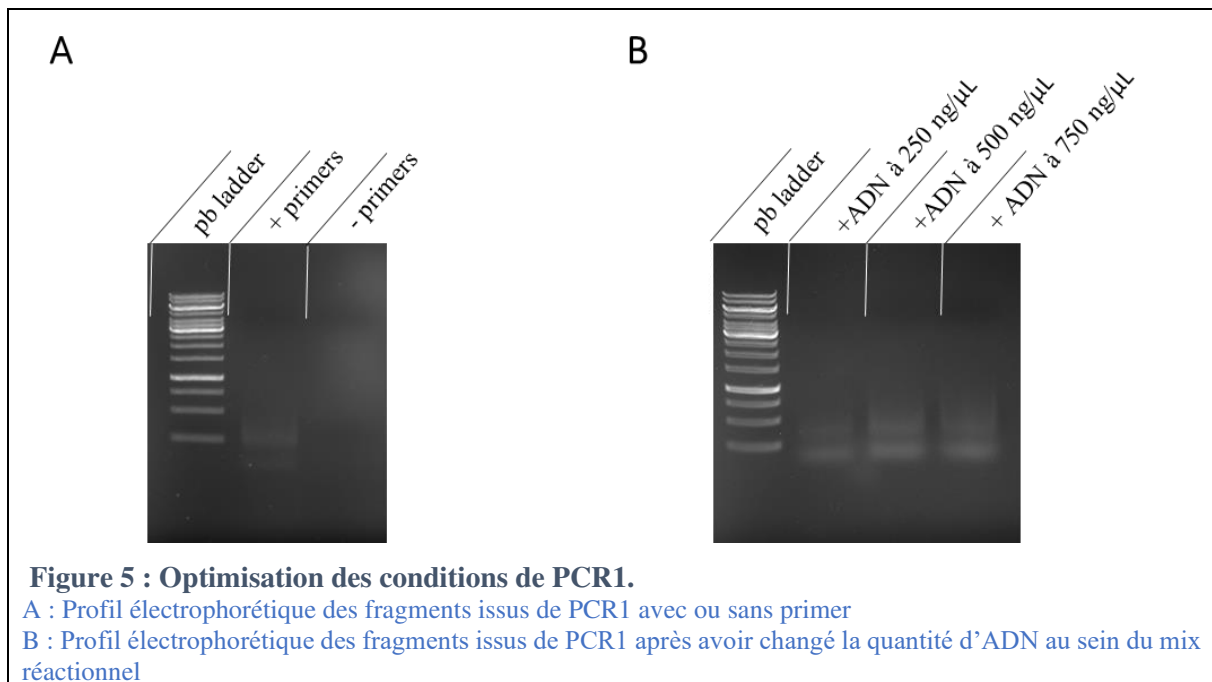 A
B
pb ladder
+ primers
- primers
pb ladder
+ADN à 250 ng/µL
+ADN à 500 ng/µL
+ ADN à 750 ng/µL
Figure 5 : Optimisation des conditions de PCR1.
A : Profil électrophorétique des fragments issus de PCR1 avec ou sans primer
B : Profil électrophorétique des fragments issus de PCR1 après avoir changé la quantité d'ADN au sein du mix
réactionnel